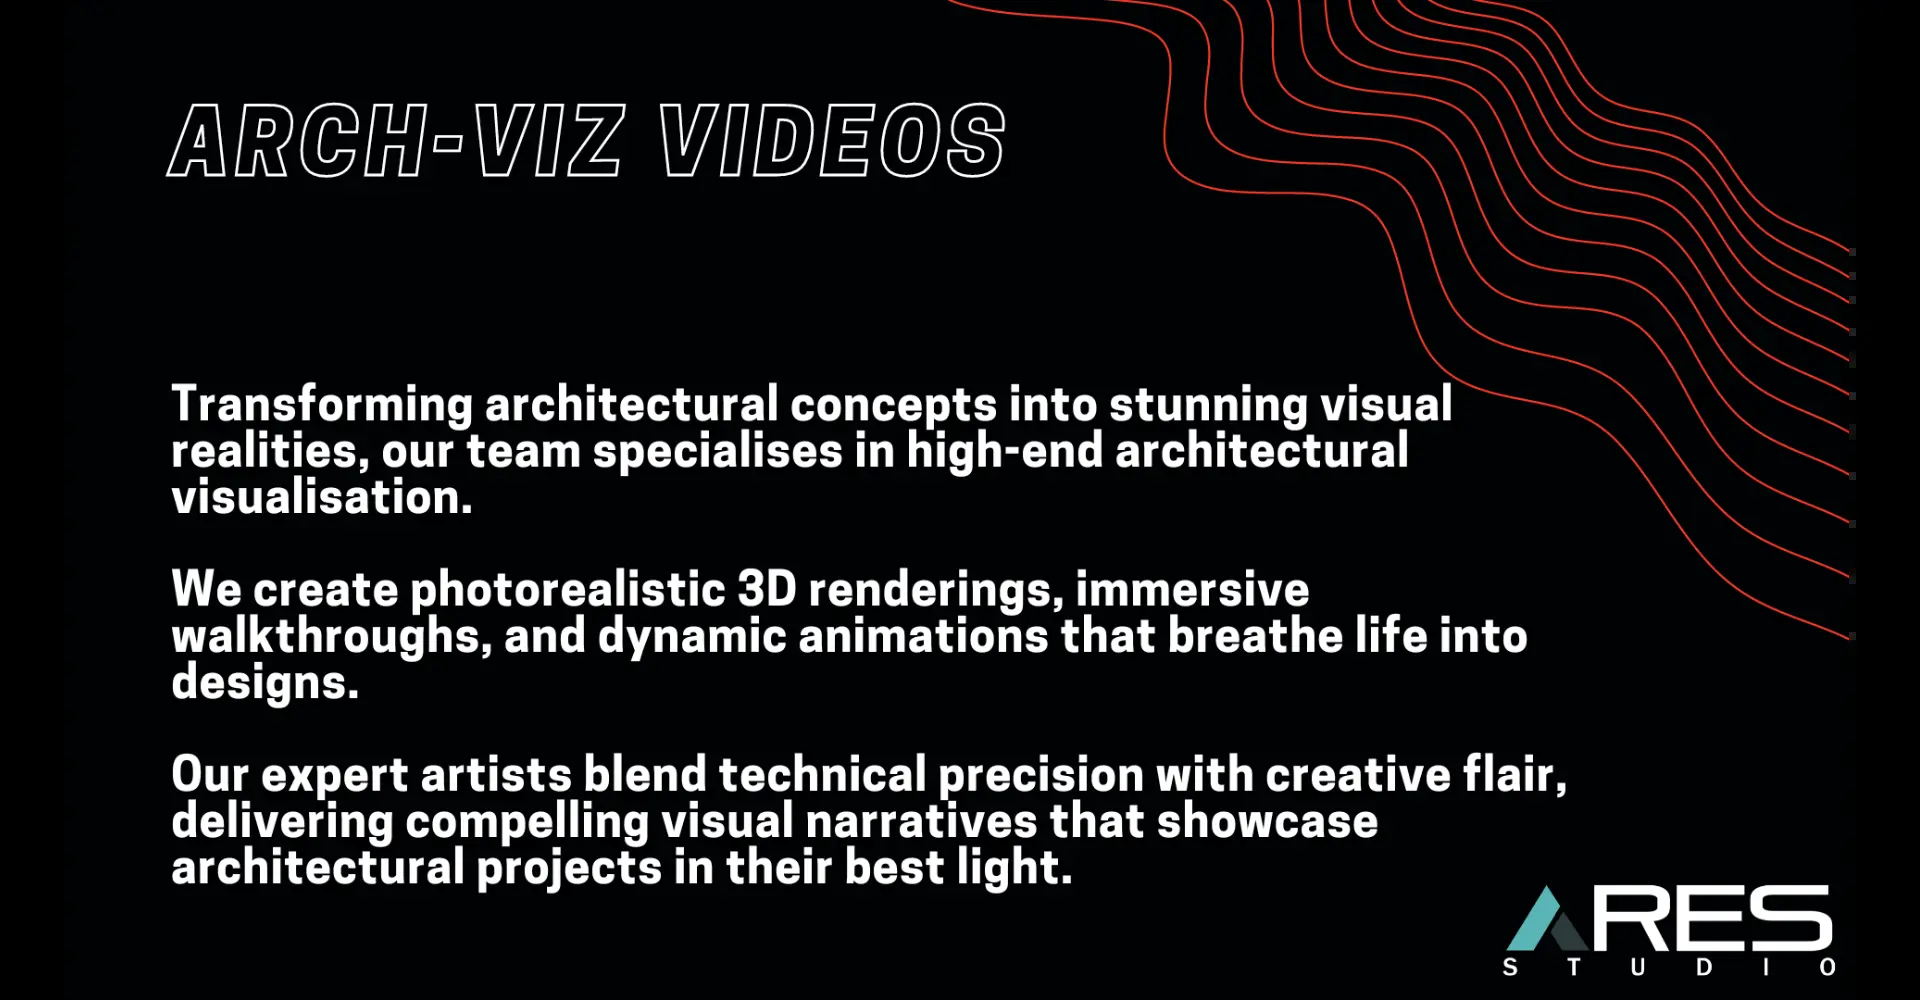 ARCH-VIZ VIDEOS
Transforming architectural concepts into stunning visual
realities, our team specialises in high-end architectural
visualisation.
We create photorealistic 3D renderings, immersive
walkthroughs, and dynamic animations that breathe life into
designs.
Our expert artists blend technical precision with creative flair,
delivering compelling visual narratives that showcase
architectural projects in their best light.
ARES
STUDIO